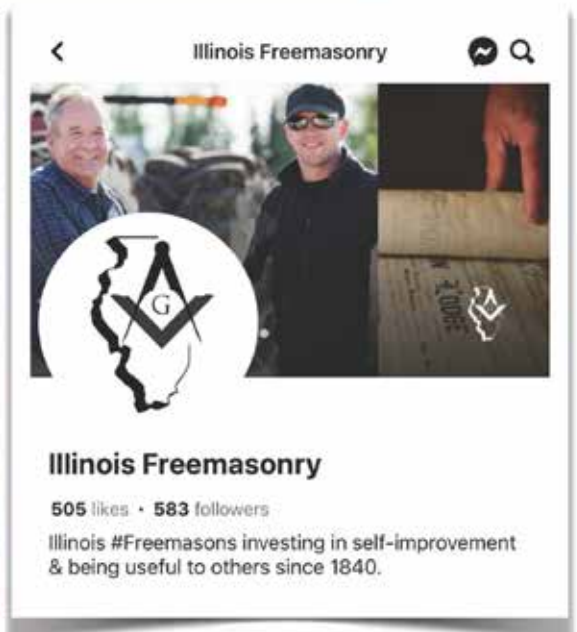 Illinois Freemasonry
G
LODGE
Illinois Freemasonry
505 likes • 583 followers
Illinois #Freemasons investing in self-improvement
& being useful to others since 1840.